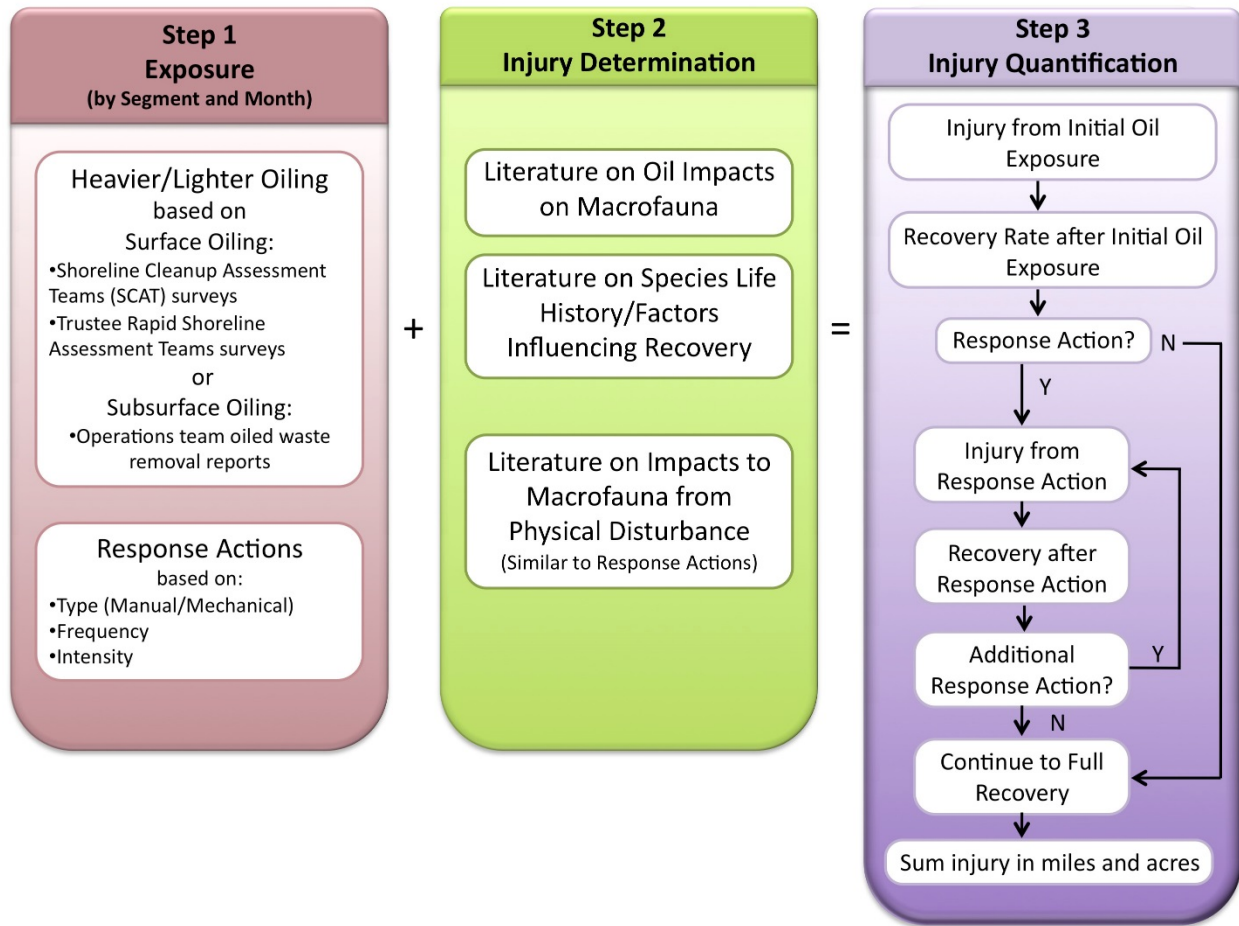 Step 1
Exposure
(by Segment and Month)
Heavier/Lighter Oiling
based on
Surface Oiling:
•Shoreline Cleanup Assessment
Teams (SCAT) surveys
•Trustee Rapid Shoreline
Assessment Teams surveys
or
Subsurface Oiling:
•Operations team oiled waste
removal reports
Response Actions
based on:
•Type (Manual/Mechanical)
•Frequency
•Intensity
+
Step 2
Injury Determination
Literature on Oil Impacts
on Macrofauna
Literature on Species Life
History/Factors
Influencing Recovery
Literature on Impacts to
Macrofauna from
Physical Disturbance
(Similar to Response Actions)
=
Step 3
Injury Quantification
Injury from Initial Oil
Exposure
Recovery Rate after Initial Oil
Exposure
Response Action?
N
Y
Injury from
Response Action
Recovery after
Response Action
Additional
Response Action?
Y
N
Continue to Full
Recovery
Sum injury in miles and acres